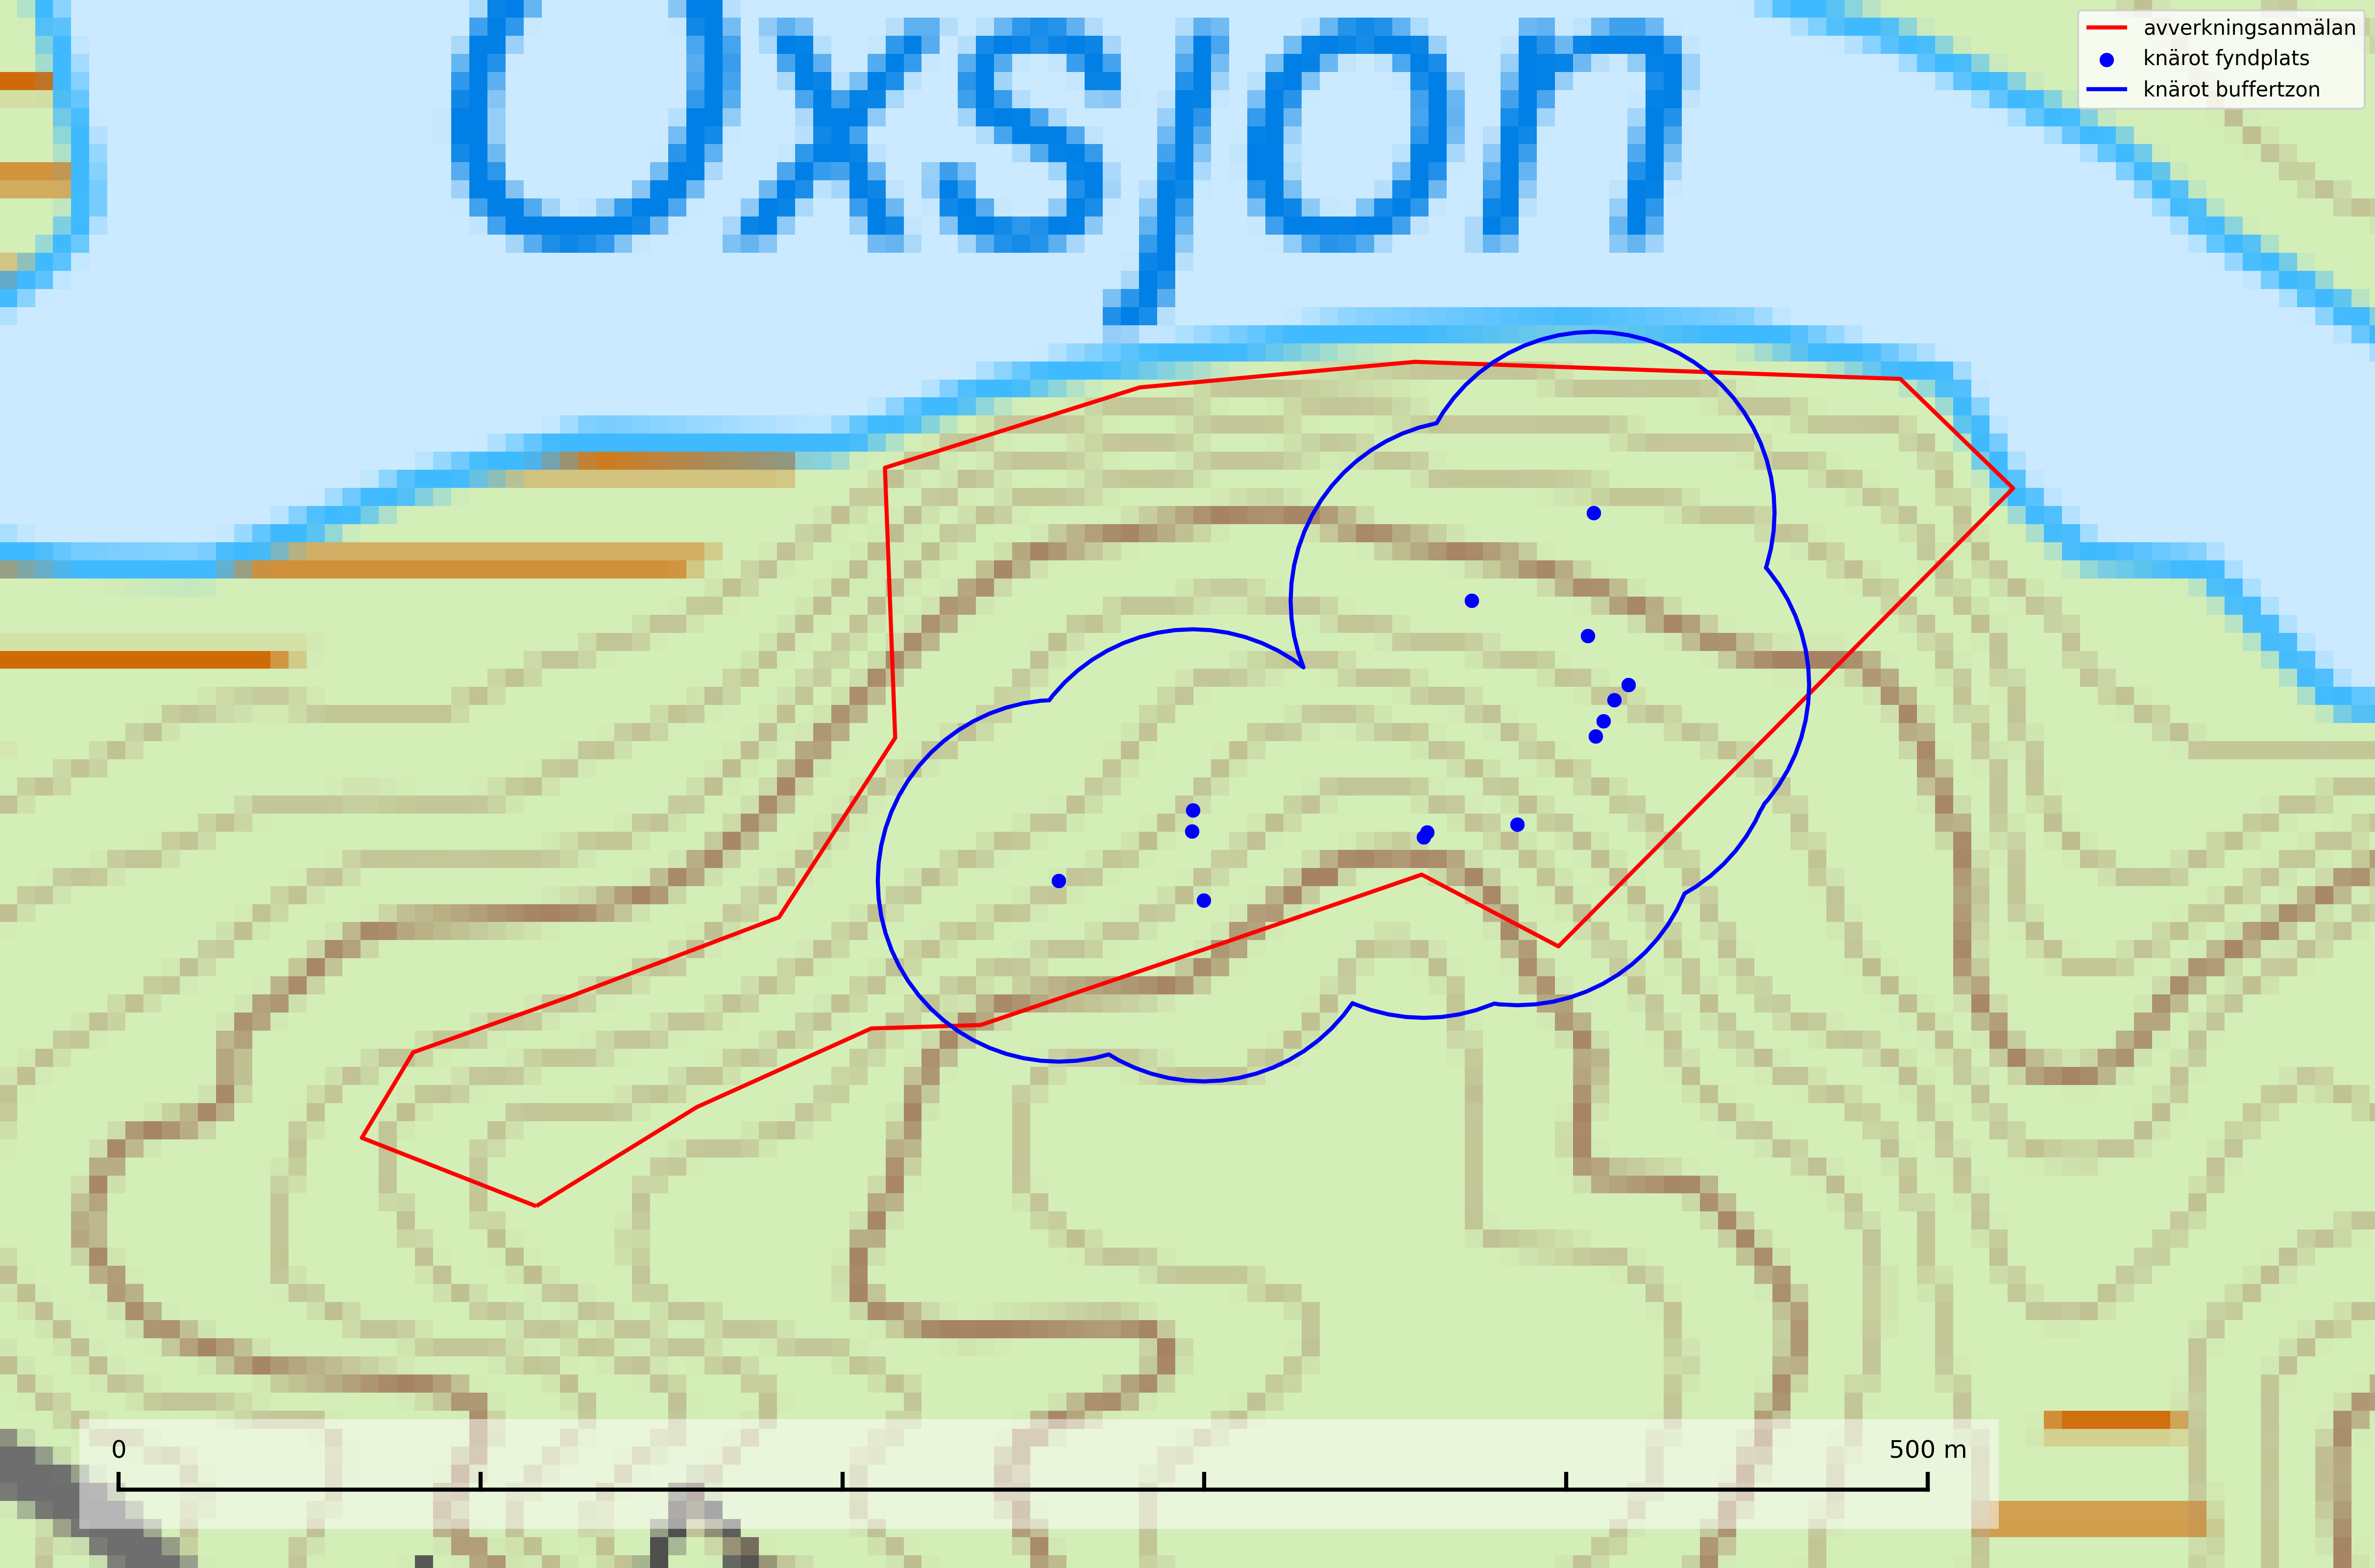 Oxsjön
avverkningsanmälan
knärot fyndplats
knärot buffertzon
0
500 m